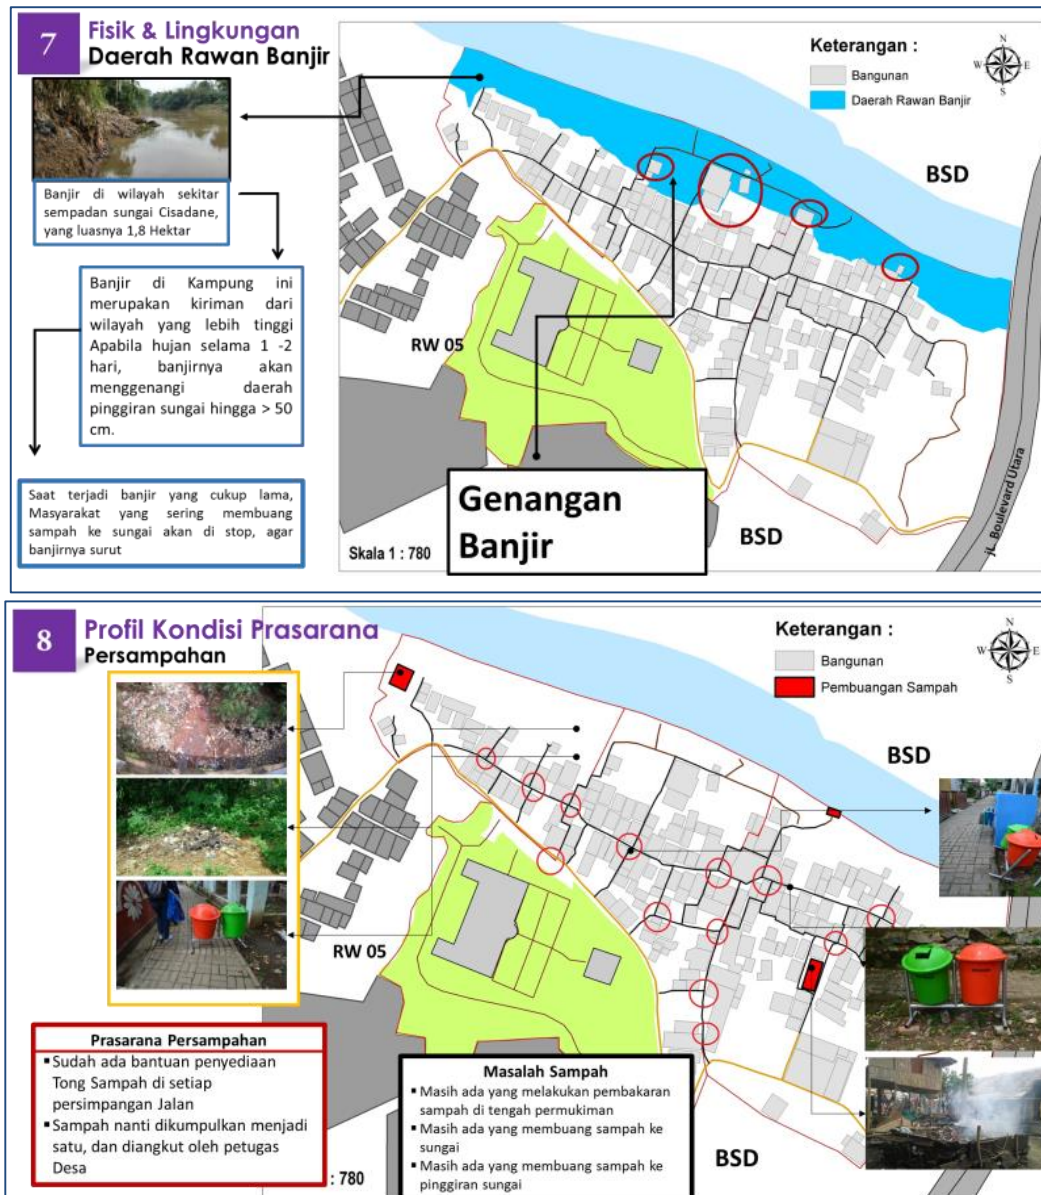 7
Fisik & Lingkungan
Daerah Rawan Banjir
Banjir di wilayah sekitar
sempadan sungai Cisadane,
yang luasnya 1,8 Hektar
Banjir di Kampung ini
merupakan kiriman dari
wilayah yang lebih tinggi
Apabila hujan selama 1 -2
hari, banjirnya akan
menggenangi daerah
pinggiran sungai hingga > 50
cm.
Saat terjadi banjir yang cukup lama,
Masyarakat yang sering membuang
sampah ke sungai akan di stop, agar
banjirnya surut
Keterangan :
Bangunan
Daerah Rawan Banjir
N
W E
S
BSD
RW 05
Genangan
Banjir
Skala 1 : 780
BSD
jL. Boulevard Utara
8
Profil Kondisi Prasarana
Persampahan
Keterangan :
Bangunan
Pembuangan Sampah
N
W E
S
BSD
RW 05
Prasarana Persampahan
▪ Sudah ada bantuan penyediaan
Tong Sampah di setiap
persimpangan Jalan
▪ Sampah nanti dikumpulkan menjadi
satu, dan diangkut oleh petugas
Desa
: 780
Masalah Sampah
▪ Masih ada yang melakukan pembakaran
sampah di tengah permukiman
▪ Masih ada yang membuang sampah ke
sungai
▪ Masih ada yang membuang sampah ke
pinggiran sungai
BSD